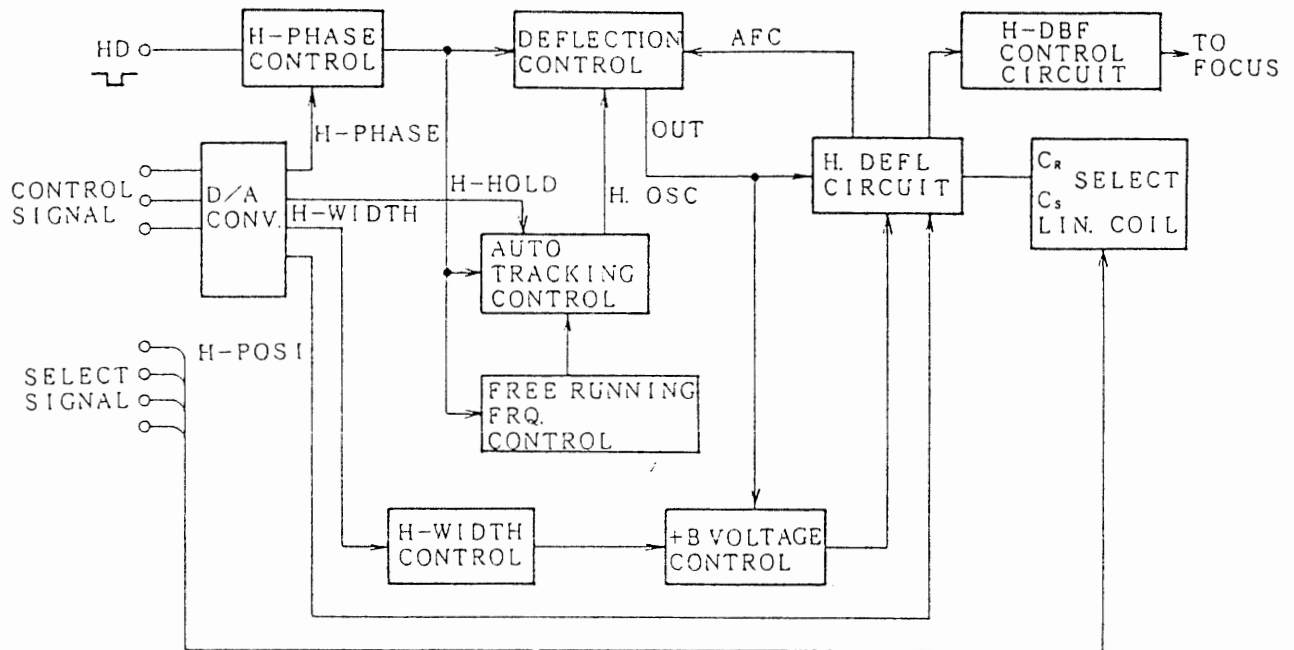 HD
H-PHASE
CONTROL
DEFLECTION
CONTROL
AFC
H-DBF
CONTROL
CIRCUIT
TO
FOCUS
H-PHASE
OUT
CONTROL
SIGNAL
D/A
CONV.
H-HOLD
H-WIDTH
H. OSC
H. DEFL
CIRCUIT
CR
SELECT
CS
LIN. COIL
AUTO
TRACKING
CONTROL
H-POSI
SELECT
SIGNAL
FREE RUNNING
FRQ.
CONTROL
H-WIDTH
CONTROL
+B VOLTAGE
CONTROL